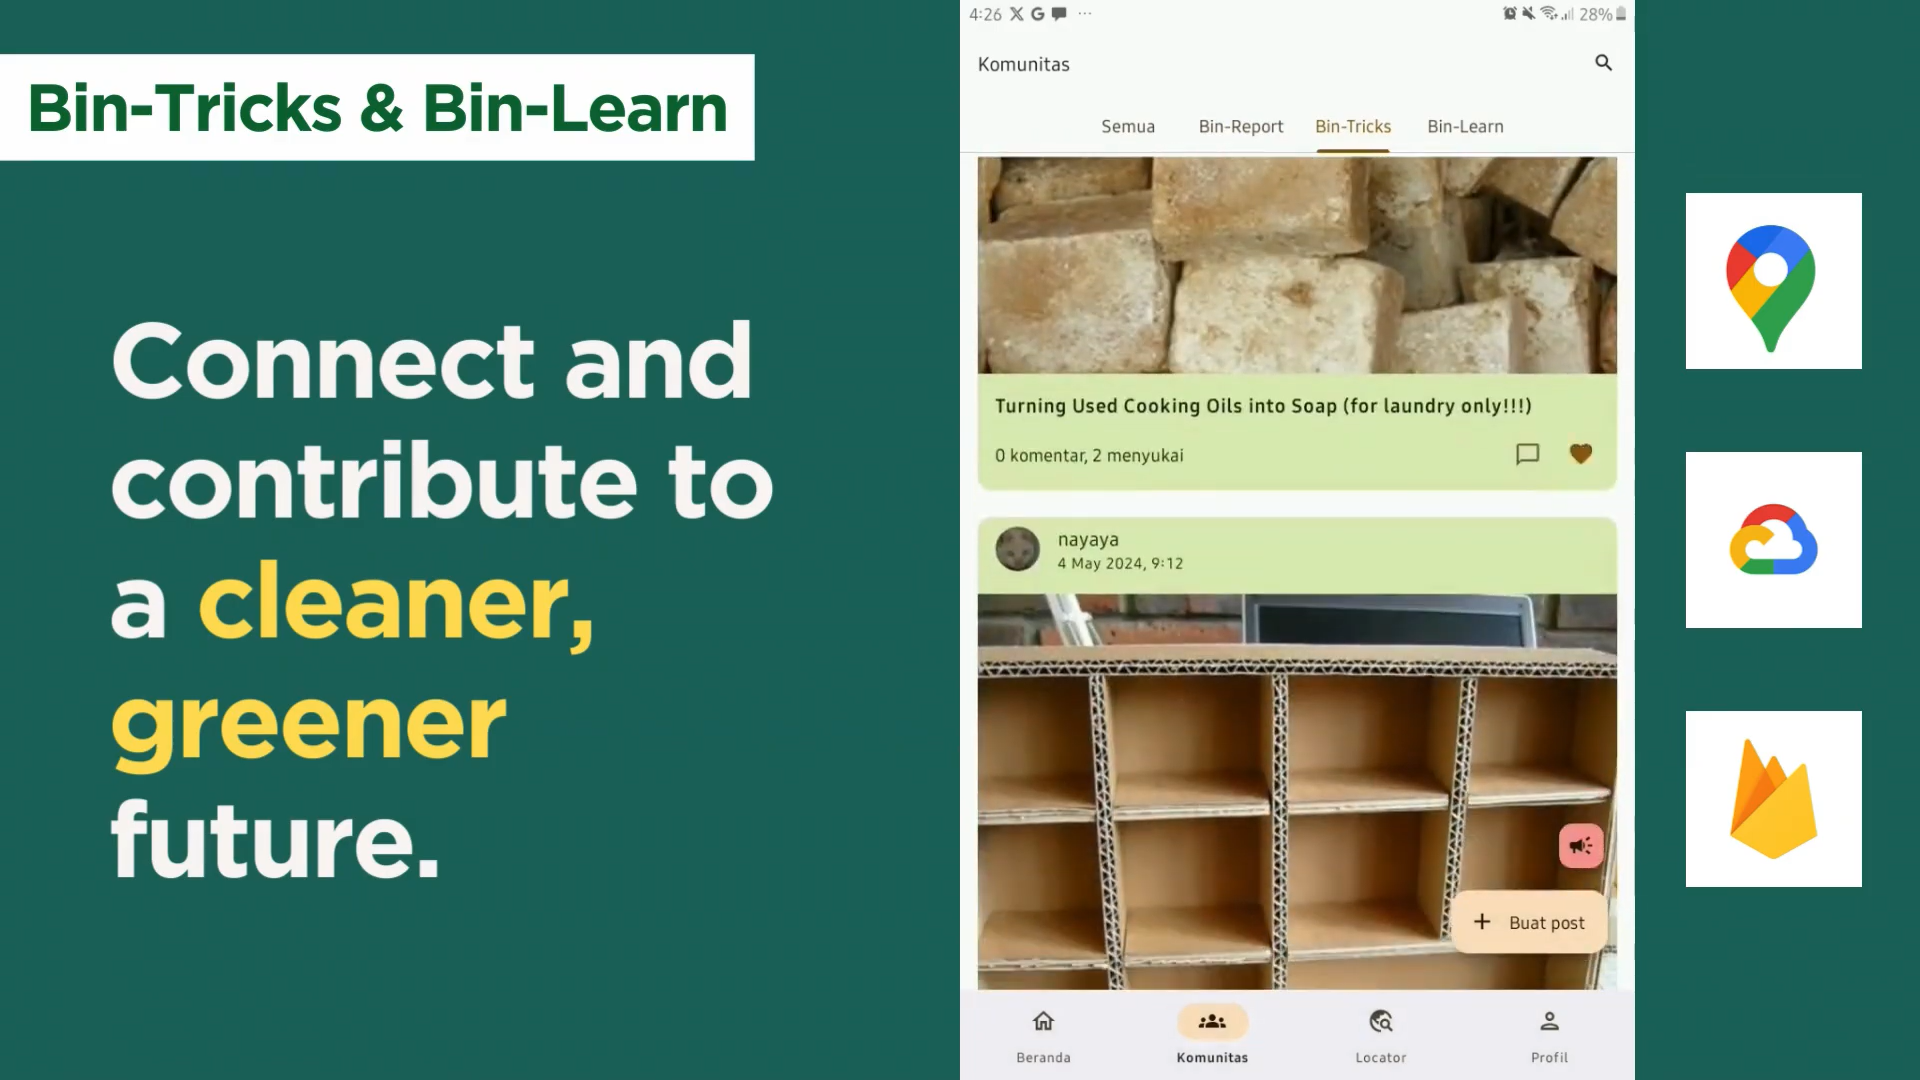 Bin-Tricks & Bin-Learn
Connect and
contribute to
a cleaner,
greener
future.
4:26
28%
Komunitas
Semua
Bin-Report
Bin-Tricks
Bin-Learn
Turning Used Cooking Oils into Soap (for laundry only!!!)
0 komentar, 2 menyukai
nayaya
4 May 2024, 9:12
+ Buat post
Beranda
Komunitas
Locator
Profil